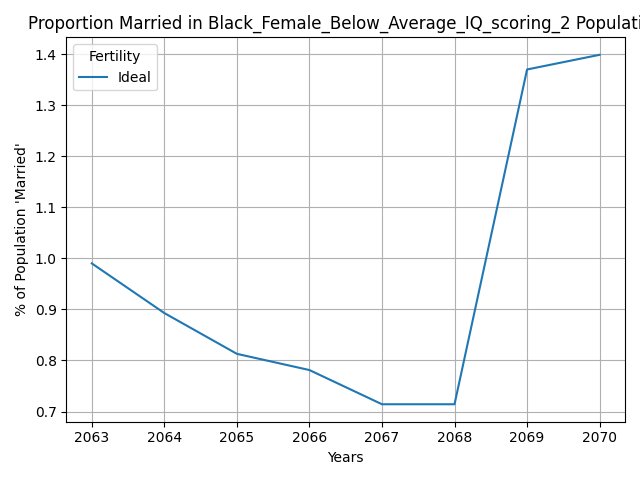 Proportion Married in Black_Female_Below_Average_IQ_scoring_2 Populati
Fertility
Ideal
% of Population 'Married'
1.4
1.3
1.2
1.1
1.0
0.9
0.8
0.7
2063 2064 2065 2066 2067 2068 2069 2070
Years